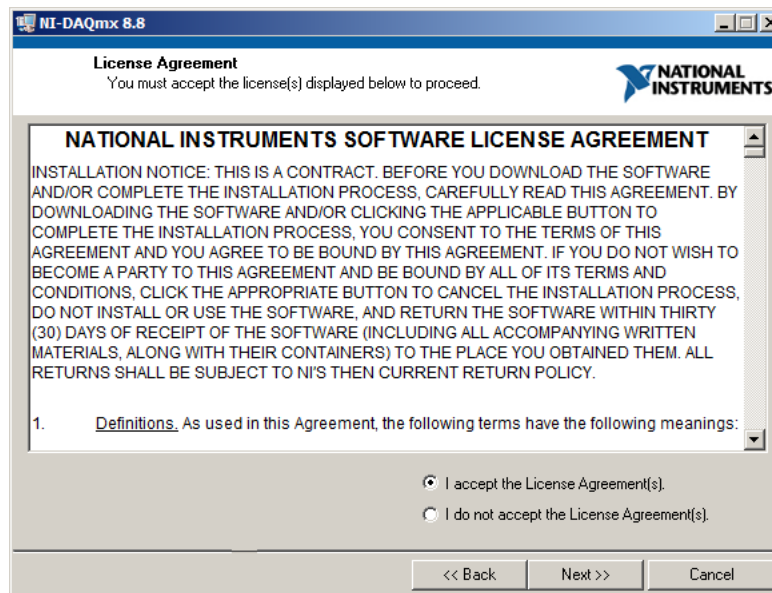 NI-DAQmx 8.8
License Agreement
You must accept the license(s) displayed below to proceed.
NATIONAL
INSTRUMENTS
NATIONAL INSTRUMENTS SOFTWARE LICENSE AGREEMENT
INSTALLATION NOTICE: THIS IS A CONTRACT. BEFORE YOU DOWNLOAD THE SOFTWARE
AND/OR COMPLETE THE INSTALLATION PROCESS, CAREFULLY READ THIS AGREEMENT. BY
DOWNLOADING THE SOFTWARE AND/OR CLICKING THE APPLICABLE BUTTON TO
COMPLETE THE INSTALLATION PROCESS, YOU CONSENT TO THE TERMS OF THIS
AGREEMENT AND YOU AGREE TO BE BOUND BY THIS AGREEMENT. IF YOU DO NOT WISH TO
BECOME A PARTY TO THIS AGREEMENT AND BE BOUND BY ALL OF ITS TERMS AND
CONDITIONS, CLICK THE APPROPRIATE BUTTON TO CANCEL THE INSTALLATION PROCESS,
DO NOT INSTALL OR USE THE SOFTWARE, AND RETURN THE SOFTWARE WITHIN THIRTY
(30) DAYS OF RECEIPT OF THE SOFTWARE (INCLUDING ALL ACCOMPANYING WRITTEN
MATERIALS, ALONG WITH THEIR CONTAINERS) TO THE PLACE YOU OBTAINED THEM. ALL
RETURNS SHALL BE SUBJECT TO NI'S THEN CURRENT RETURN POLICY.
1. Definitions. As used in this Agreement, the following terms have the following meanings:
I accept the License Agreement(s).
I do not accept the License Agreement(s).
<< Back Next >> Cancel